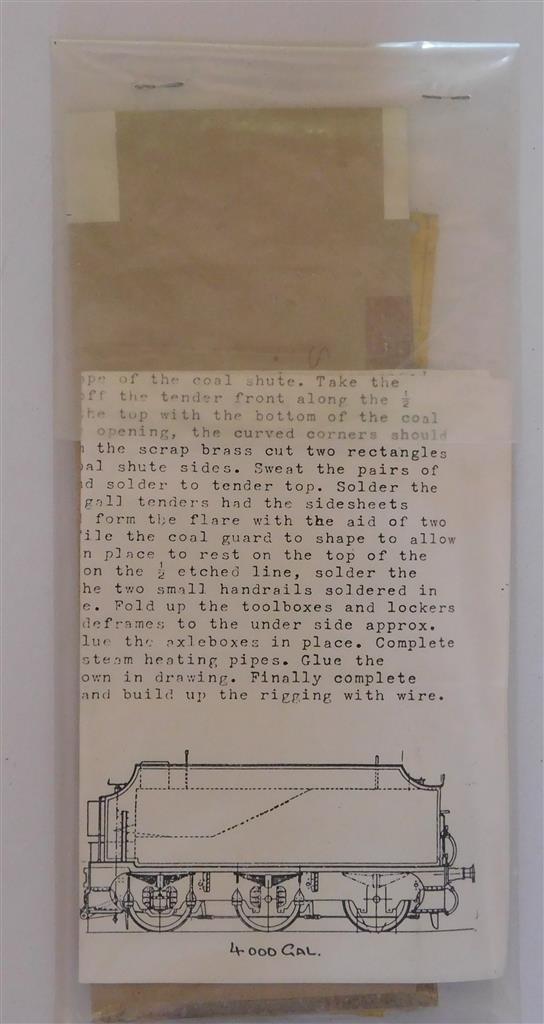 of the coal shute. Take the
off the tender front along the ½
the top with the bottom of the coal
opening, the curved corners should
the scrap brass cut two rectangles
shute sides. Sweat the pairs of
solder to tender top. Solder the
gall tenders had the sidesheets
form the flare with the aid of two
the coal guard to shape to allow
place to rest on the top of the
on the ½ etched line, solder the
he two small handrails soldered in
e. Fold up the toolboxes and lockers
deframes to the under side approx.
lue the axleboxes in place. Complete
steam heating pipes. Glue the
own in drawing. Finally complete
and build up the rigging with wire.
4000 GAL.